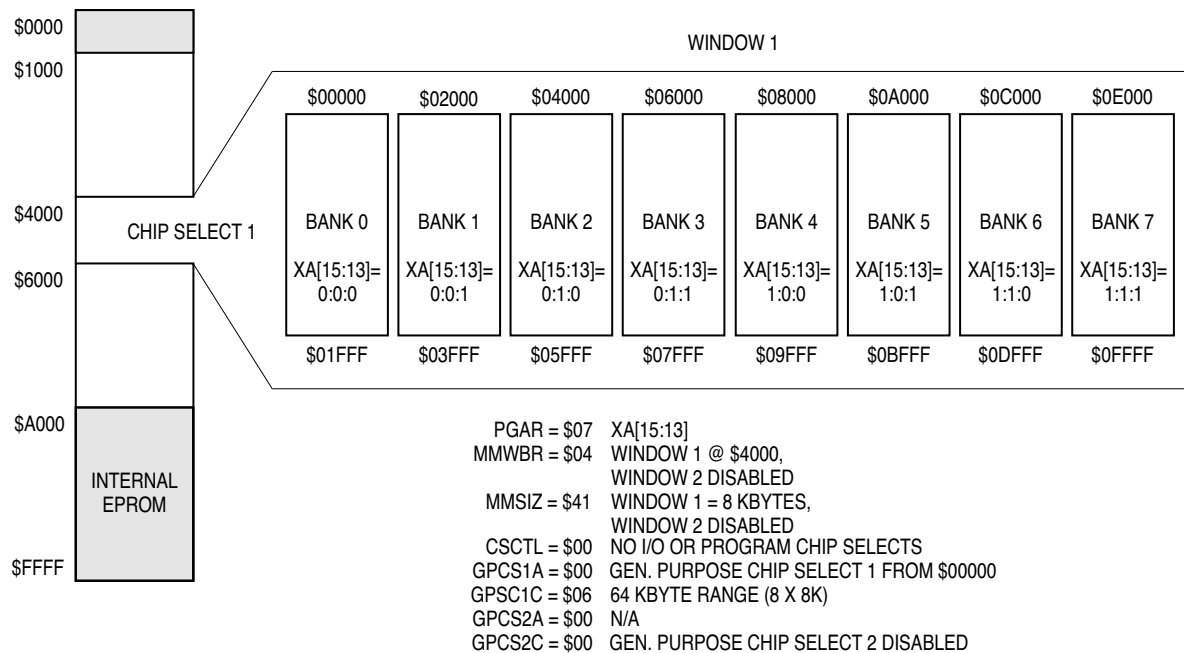 $0000
$1000
$4000
$6000
$A000
$FFFF
CHIP SELECT 1
INTERNAL
EPROM
WINDOW 1
$00000 $02000 $04000 $06000 $08000 $0A000 $0C000 $0E000
BANK 0 BANK 1 BANK 2 BANK 3 BANK 4 BANK 5 BANK 6 BANK 7
XA[15:13]= XA[15:13]= XA[15:13]= XA[15:13]= XA[15:13]= XA[15:13]= XA[15:13]= XA[15:13]=
0:0:0 0:0:1 0:1:0 0:1:1 1:0:0 1:0:1 1:1:0 1:1:1
$01FFF $03FFF $05FFF $07FFF $09FFF $0BFFF $0DFFF $0FFFF
PGAR = $07 XA[15:13]
MMWBR = $04 WINDOW 1 @ $4000,
WINDOW 2 DISABLED
MMSIZ = $41 WINDOW 1 = 8 KBYTES,
WINDOW 2 DISABLED
CSCTL = $00 NO I/O OR PROGRAM CHIP SELECTS
GPCS1A = $00 GEN. PURPOSE CHIP SELECT 1 FROM $00000
GPSC1C = $06 64 KBYTE RANGE (8 X 8K)
GPCS2A = $00 N/A
GPCS2C = $00 GEN. PURPOSE CHIP SELECT 2 DISABLED